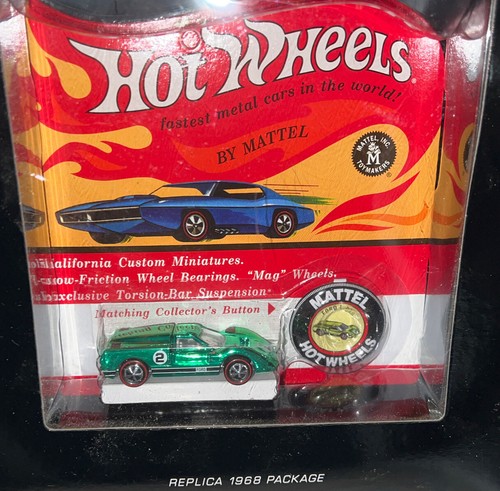 HOT WHEELS
fastest metal cars in the world!
BY MATTEL
MATTEL, INC.
M
TOYMAKERS
California Custom Miniatures.
Low-Friction Wheel Bearings. "Mag" Wheels.
Exclusive Torsion-Bar Suspension
Matching Collector's Button
2
MATTEL
HOT WHEELS
REPLICA 1968 PACKAGE